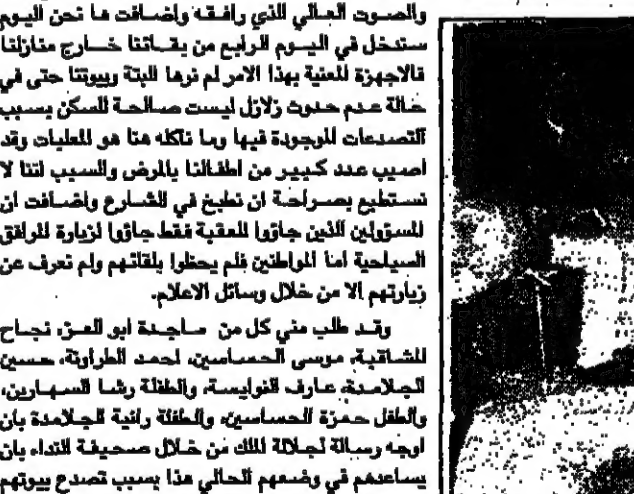 والصوت العالي الذي رافقه واضافت ها نحن اليوم
سندخل في اليوم الرابع من بقائنا خارج منازلنا
فالاجهزة المعنية بهذا الامر لم نرها البتة وبيوتنا حتى في
حالة عدم حدوث زلازل ليست صالحة للسكن بسبب
التصدعات الموجودة فيها وما ناكله هنا هو المعلبات وقد
اصيب عدد كبير من اطفالنا بالمرض والسبب اننا لا
نستطيع بصراحة ان نطبخ في الشارع واضافت ان
المسؤولين الذين جاؤوا للعقبة فقط جاؤوا لزيارة المرافق
السياحية اما المواطنين فلم يحظوا بلقائهم ولم نعرف عن
زيارتهم الا من خلال وسائل الاعلام.
وقد طلب مني كل من ساجدة ابو العز، نجاح
المشاقبة، موسى الحساسين، احمد الطراونة، حسين
الجلامدة، عارف النوايسة، والطفلة رشا السهارين،
والطفل حمزة الحساسين، والطفلة رانية الجلامدة بان
اوجه رسالة لجلالة الملك من خلال صحيفة النداء بان
يساعدهم في وضعهم الحالي هذا بسبب تصدع بيوتهم